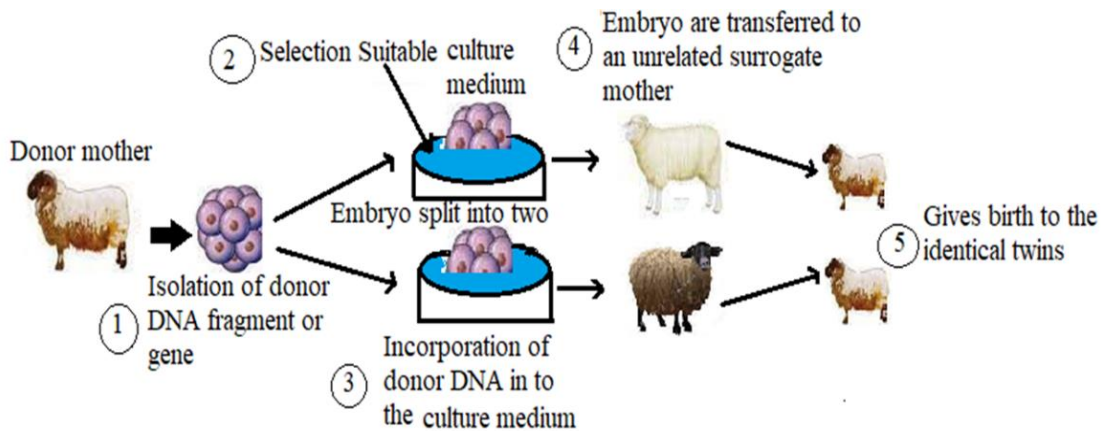 Donor mother
1
Isolation of donor
DNA fragment or
gene
2
Selection Suitable culture
medium
Embryo split into two
3
Incorporation of
donor DNA in to
the culture medium
4
Embryo are transferred to
an unrelated surrogate
mother
5
Gives birth to the
identical twins